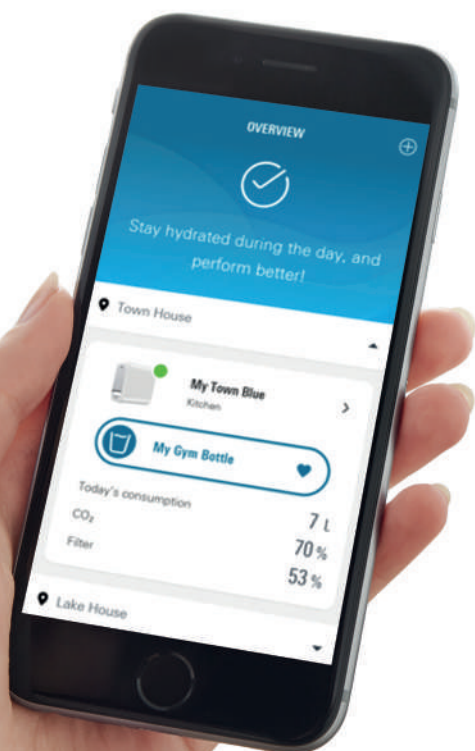 OVERVIEW
Stay hydrated during the day, and
perform better!
Town House
My Town Blue
Kitchen
My Gym Bottle
Today's consumption 7 L
CO₂ 70 %
Filter 53 %
Lake House